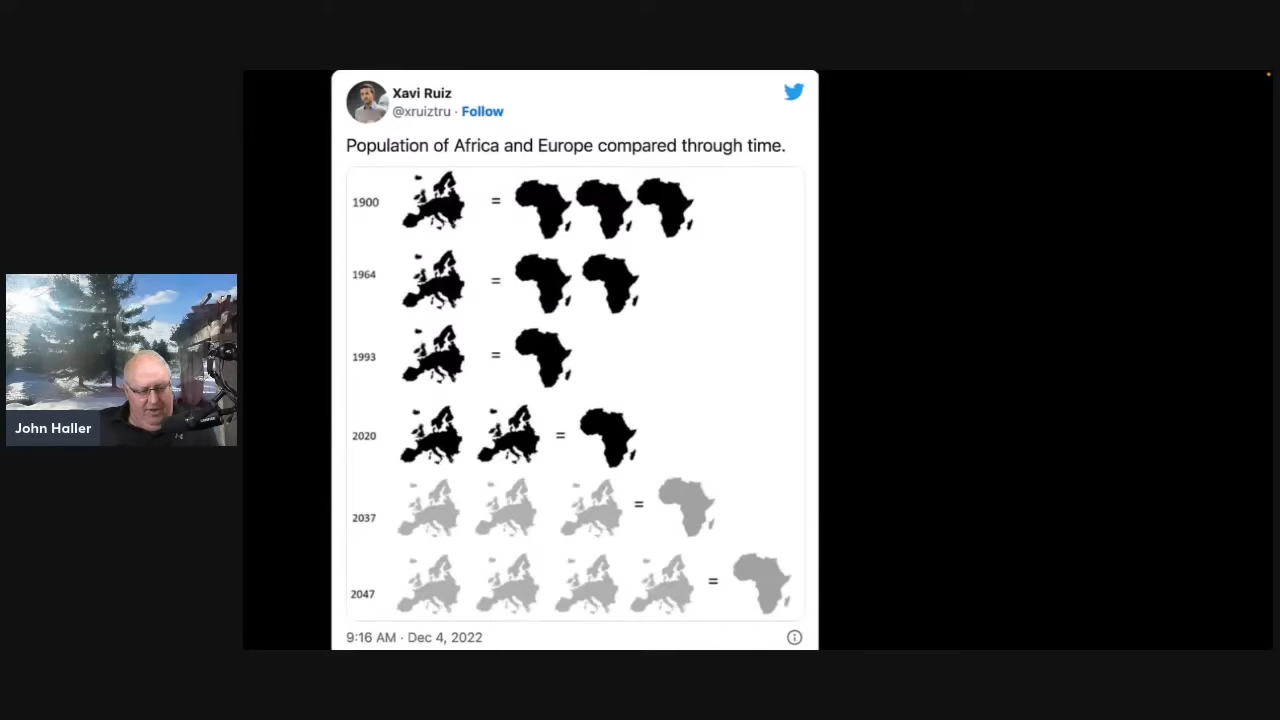 Xavi Ruiz
@xruiztru · Follow
Population of Africa and Europe compared through time.
1900 =
1964 =
1993 =
2020 =
2037 =
2047 =
9:16 AM · Dec 4, 2022
John Haller